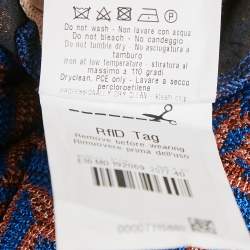 Do not wash - Non lavare con acqua
Do not bleach - No candeggio
Do not tumble dry - No asciugatura a
tamburo
Iron at low temperature - stiratura al
massimo a 110 gradi
Dryclean. PCE only - Lavare a secco
percloroetilene
RfID Tag
Remove before wearing
Rimuovere prima dell'uso